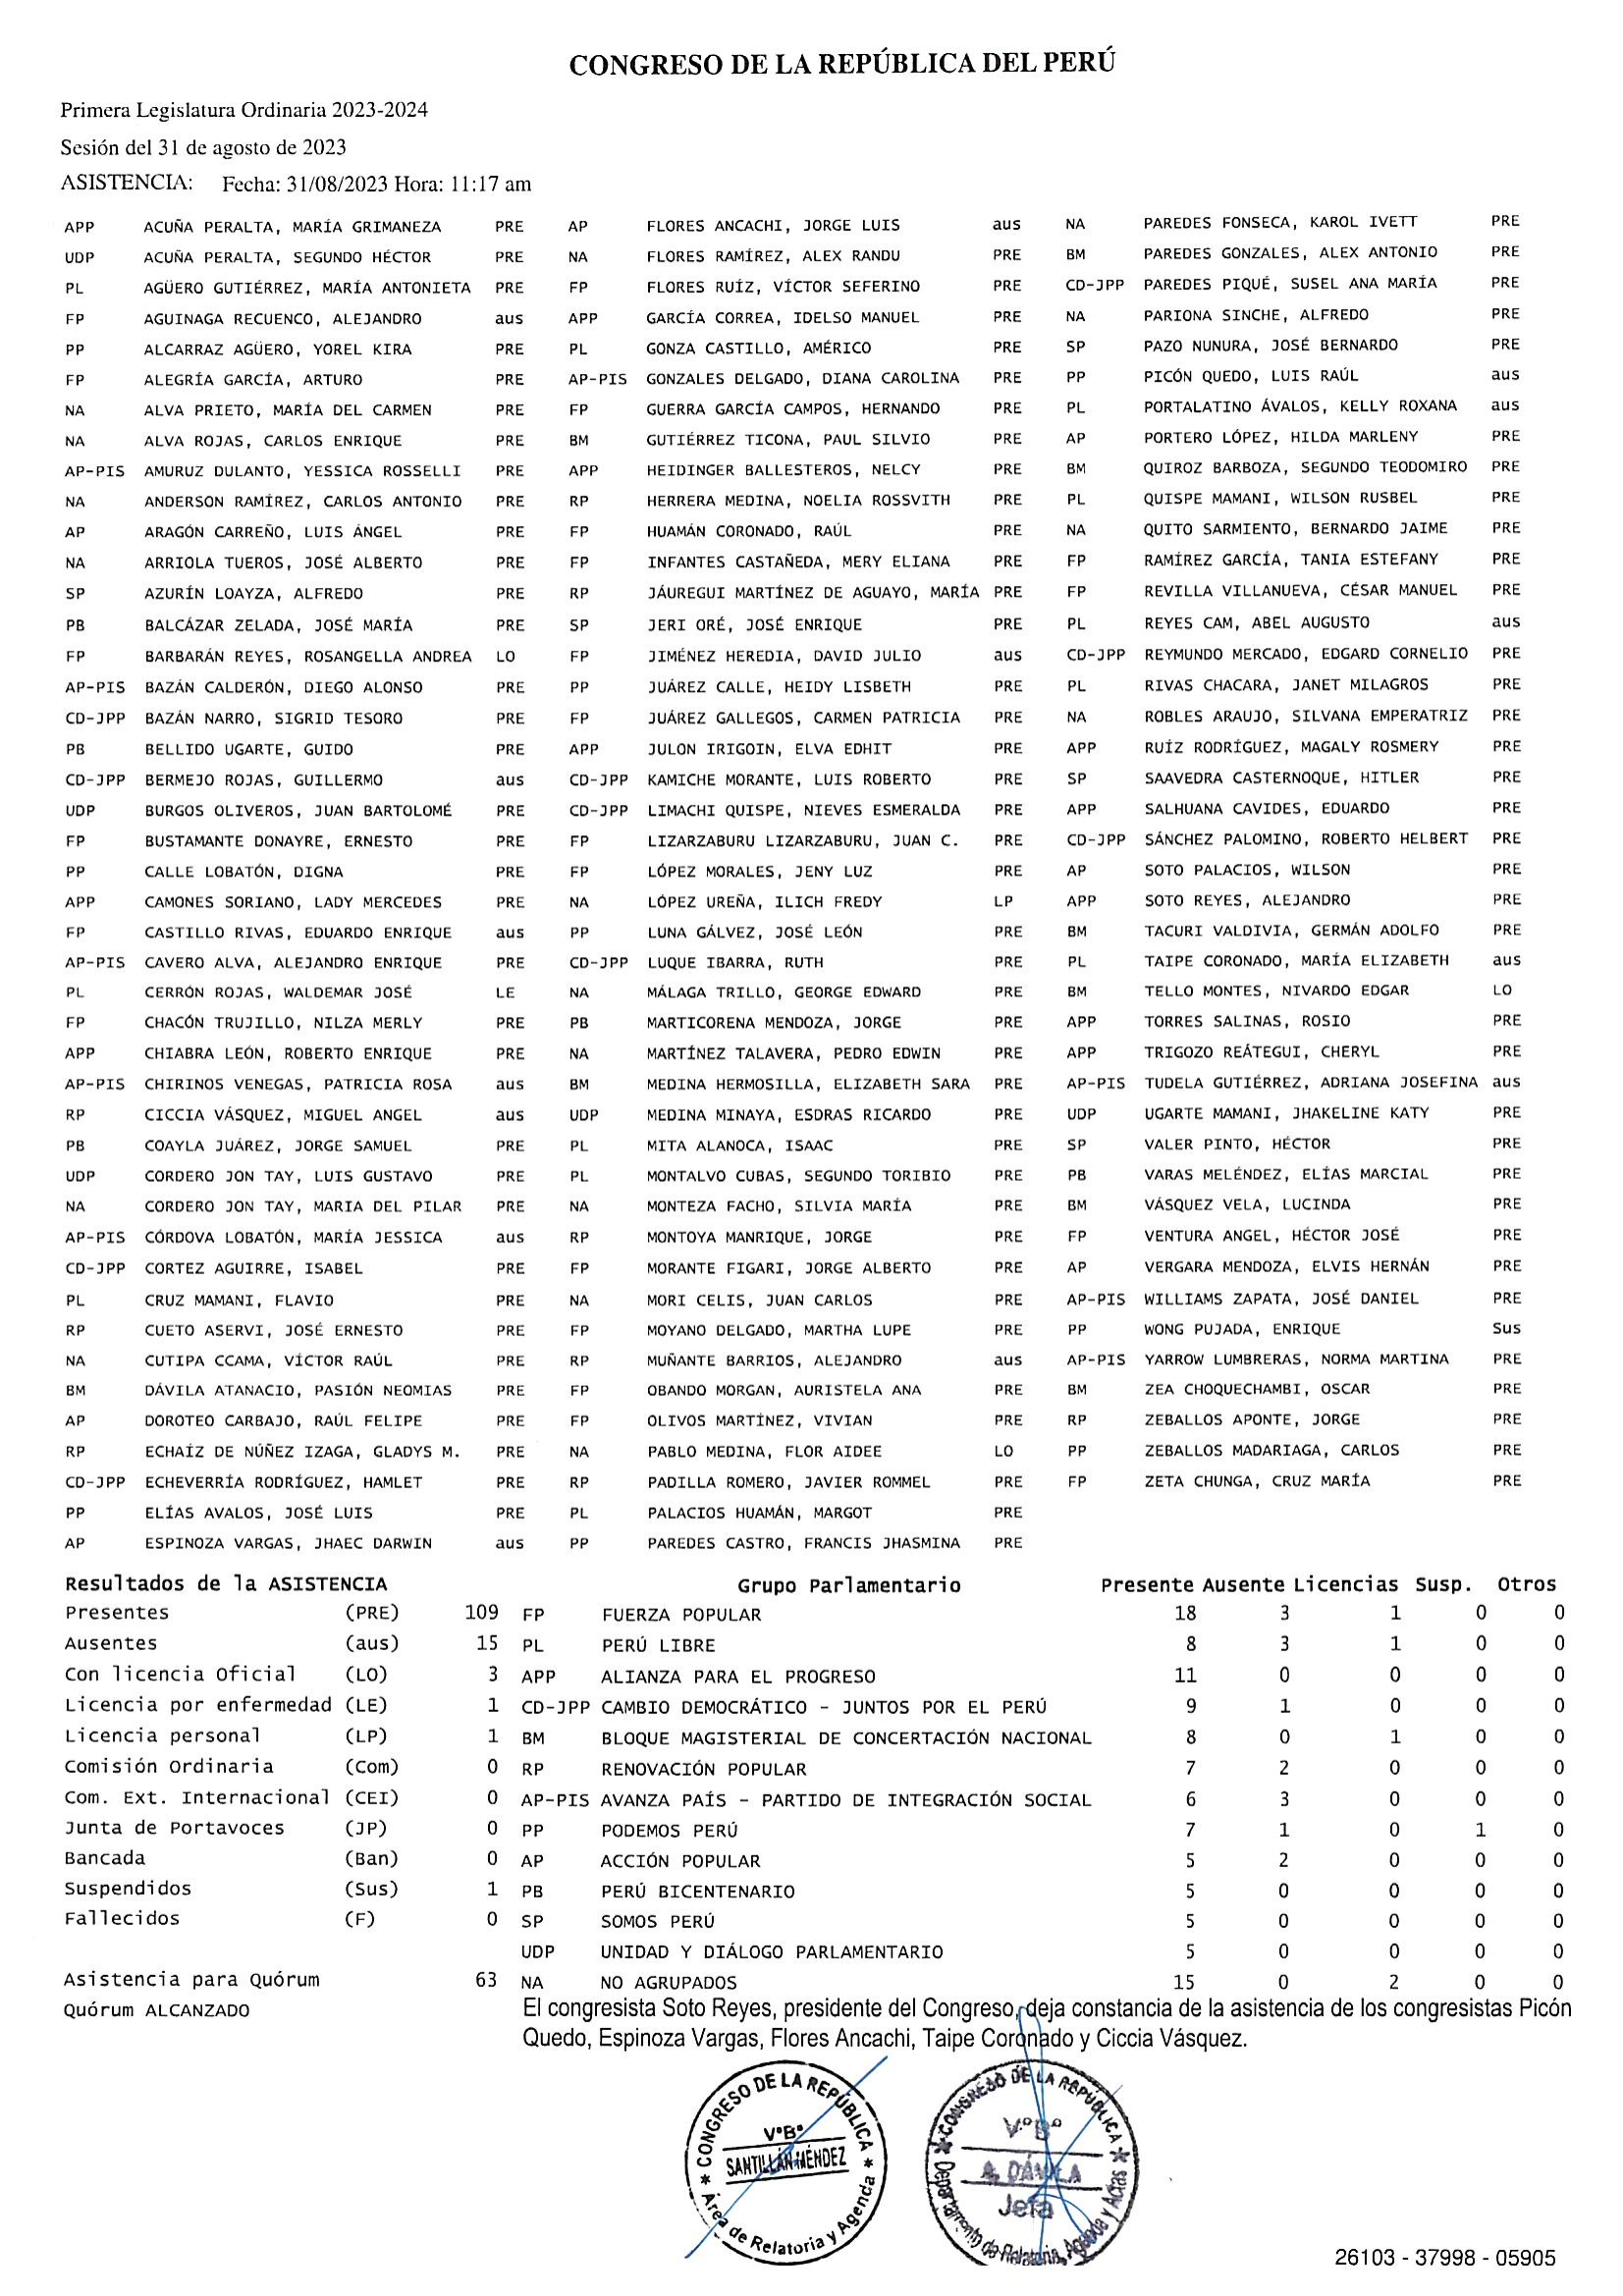 CONGRESO DE LA REPÚBLICA DEL PERÚ
Primera Legislatura Ordinaria 2023-2024
Sesión del 31 de agosto de 2023
ASISTENCIA: Fecha: 31/08/2023 Hora: 11:17 am
APP ACUÑA PERALTA, MARÍA GRIMANEZA PRE AP FLORES ANCACHI, JORGE LUIS aus NA PAREDES FONSECA, KAROL IVETT PRE
UDP ACUÑA PERALTA, SEGUNDO HÉCTOR PRE NA FLORES RAMÍREZ, ALEX RANDU PRE BM PAREDES GONZALES, ALEX ANTONIO PRE
PL AGÜERO GUTIÉRREZ, MARÍA ANTONIETA PRE FP FLORES RUÍZ, VÍCTOR SEFERINO PRE CD-JPP PAREDES PIQUÉ, SUSEL ANA MARÍA PRE
FP AGUINAGA RECUENCO, ALEJANDRO aus APP GARCÍA CORREA, IDELSO MANUEL PRE NA PARIONA SINCHE, ALFREDO PRE
PP ALCARRAZ AGÜERO, YOREL KIRA PRE PL GONZA CASTILLO, AMÉRICO PRE SP PAZO NUNURA, JOSÉ BERNARDO PRE
FP ALEGRÍA GARCÍA, ARTURO PRE AP-PIS GONZALES DELGADO, DIANA CAROLINA PRE PP PICÓN QUEDO, LUIS RAÚL aus
NA ALVA PRIETO, MARÍA DEL CARMEN PRE FP GUERRA GARCÍA CAMPOS, HERNANDO PRE PL PORTALATINO ÁVALOS, KELLY ROXANA aus
NA ALVA ROJAS, CARLOS ENRIQUE PRE BM GUTIÉRREZ TICONA, PAUL SILVIO PRE AP PORTERO LÓPEZ, HILDA MARLENY PRE
AP-PIS AMURUZ DULANTO, YESSICA ROSSELLI PRE APP HEIDINGER BALLESTEROS, NELCY PRE BM QUIROZ BARBOZA, SEGUNDO TEODOMIRO PRE
NA ANDERSON RAMÍREZ, CARLOS ANTONIO PRE RP HERRERA MEDINA, NOELIA ROSSVITH PRE PL QUISPE MAMANI, WILSON RUSBEL PRE
AP ARAGÓN CARREÑO, LUIS ÁNGEL PRE FP HUAMÁN CORONADO, RAÚL PRE NA QUITO SARMIENTO, BERNARDO JAIME PRE
NA ARRIOLA TUEROS, JOSÉ ALBERTO PRE FP INFANTES CASTAÑEDA, MERY ELIANA PRE FP RAMÍREZ GARCÍA, TANIA ESTEFANY PRE
SP AZURÍN LOAYZA, ALFREDO PRE RP JÁUREGUI MARTÍNEZ DE AGUAYO, MARÍA PRE FP REVILLA VILLANUEVA, CÉSAR MANUEL PRE
PB BALCÁZAR ZELADA, JOSÉ MARÍA PRE SP JERI ORÉ, JOSÉ ENRIQUE PRE PL REYES CAM, ABEL AUGUSTO aus
FP BARBARÁN REYES, ROSANGELLA ANDREA LO FP JIMÉNEZ HEREDIA, DAVID JULIO aus CD-JPP REYMUNDO MERCADO, EDGARD CORNELIO PRE
AP-PIS BAZÁN CALDERÓN, DIEGO ALONSO PRE PP JUÁREZ CALLE, HEIDY LISBETH PRE PL RIVAS CHACARA, JANET MILAGROS PRE
CD-JPP BAZÁN NARRO, SIGRID TESORO PRE FP JUÁREZ GALLEGOS, CARMEN PATRICIA PRE NA ROBLES ARAUJO, SILVANA EMPERATRIZ PRE
PB BELLIDO UGARTE, GUIDO PRE APP JULON IRIGOIN, ELVA EDHIT PRE APP RUÍZ RODRÍGUEZ, MAGALY ROSMERY PRE
CD-JPP BERMEJO ROJAS, GUILLERMO aus CD-JPP KAMICHE MORANTE, LUIS ROBERTO PRE SP SAAVEDRA CASTERNOQUE, HITLER PRE
UDP BURGOS OLIVEROS, JUAN BARTOLOMÉ PRE CD-JPP LIMACHI QUISPE, NIEVES ESMERALDA PRE APP SALHUANA CAVIDES, EDUARDO PRE
FP BUSTAMANTE DONAYRE, ERNESTO PRE FP LIZARZABURU LIZARZABURU, JUAN C. PRE CD-JPP SÁNCHEZ PALOMINO, ROBERTO HELBERT PRE
PP CALLE LOBATÓN, DIGNA PRE FP LÓPEZ MORALES, JENY LUZ PRE AP SOTO PALACIOS, WILSON PRE
APP CAMONES SORIANO, LADY MERCEDES PRE NA LÓPEZ UREÑA, ILICH FREDY LP APP SOTO REYES, ALEJANDRO PRE
FP CASTILLO RIVAS, EDUARDO ENRIQUE aus PP LUNA GÁLVEZ, JOSÉ LEÓN PRE BM TACURI VALDIVIA, GERMÁN ADOLFO PRE
AP-PIS CAVERO ALVA, ALEJANDRO ENRIQUE PRE CD-JPP LUQUE IBARRA, RUTH PRE PL TAIPE CORONADO, MARÍA ELIZABETH aus
PL CERRÓN ROJAS, WALDEMAR JOSÉ LE NA MÁLAGA TRILLO, GEORGE EDWARD PRE BM TELLO MONTES, NIVARDO EDGAR LO
FP CHACÓN TRUJILLO, NILZA MERLY PRE PB MARTICORENA MENDOZA, JORGE PRE APP TORRES SALINAS, ROSIO PRE
APP CHIABRA LEÓN, ROBERTO ENRIQUE PRE NA MARTÍNEZ TALAVERA, PEDRO EDWIN PRE APP TRIGOZO REÁTEGUI, CHERYL PRE
AP-PIS CHIRINOS VENEGAS, PATRICIA ROSA aus BM MEDINA HERMOSILLA, ELIZABETH SARA PRE AP-PIS TUDELA GUTIÉRREZ, ADRIANA JOSEFINA aus
RP CICCIA VÁSQUEZ, MIGUEL ANGEL aus UDP MEDINA MINAYA, ESDRAS RICARDO PRE UDP UGARTE MAMANI, JHAKELINE KATY PRE
PB COAYLA JUÁREZ, JORGE SAMUEL PRE PL MITA ALANOCA, ISAAC PRE SP VALER PINTO, HÉCTOR PRE
UDP CORDERO JON TAY, LUIS GUSTAVO PRE PL MONTALVO CUBAS, SEGUNDO TORIBIO PRE PB VARAS MELÉNDEZ, ELÍAS MARCIAL PRE
NA CORDERO JON TAY, MARIA DEL PILAR PRE NA MONTEZA FACHO, SILVIA MARÍA PRE BM VÁSQUEZ VELA, LUCINDA PRE
AP-PIS CÓRDOVA LOBATÓN, MARÍA JESSICA aus RP MONTOYA MANRIQUE, JORGE PRE FP VENTURA ANGEL, HÉCTOR JOSÉ PRE
CD-JPP CORTEZ AGUIRRE, ISABEL PRE FP MORANTE FIGARI, JORGE ALBERTO PRE AP VERGARA MENDOZA, ELVIS HERNÁN PRE
PL CRUZ MAMANI, FLAVIO PRE NA MORI CELIS, JUAN CARLOS PRE AP-PIS WILLIAMS ZAPATA, JOSÉ DANIEL PRE
RP CUETO ASERVI, JOSÉ ERNESTO PRE FP MOYANO DELGADO, MARTHA LUPE PRE PP WONG PUJADA, ENRIQUE Sus
NA CUTIPA CCAMA, VÍCTOR RAÚL PRE RP MUÑANTE BARRIOS, ALEJANDRO aus AP-PIS YARROW LUMBRERAS, NORMA MARTINA PRE
BM DÁVILA ATANACIO, PASIÓN NEOMIAS PRE FP OBANDO MORGAN, AURISTELA ANA PRE BM ZEA CHOQUECHAMBI, OSCAR PRE
AP DOROTEO CARBAJO, RAÚL FELIPE PRE FP OLIVOS MARTÍNEZ, VIVIAN PRE RP ZEBALLOS APONTE, JORGE PRE
RP ECHAÍZ DE NÚÑEZ IZAGA, GLADYS M. PRE NA PABLO MEDINA, FLOR AIDEE LO PP ZEBALLOS MADARIAGA, CARLOS PRE
CD-JPP ECHEVERRÍA RODRÍGUEZ, HAMLET PRE RP PADILLA ROMERO, JAVIER ROMMEL PRE FP ZETA CHUNGA, CRUZ MARÍA PRE
PP ELÍAS AVALOS, JOSÉ LUIS PRE PL PALACIOS HUAMÁN, MARGOT PRE
AP ESPINOZA VARGAS, JHAEC DARWIN aus PP PAREDES CASTRO, FRANCIS JHASMINA PRE
Resultados de la ASISTENCIA Grupo Parlamentario Presente Ausente Licencias Susp. Otros
Presentes (PRE) 109 FP FUERZA POPULAR 18 3 1 0 0
Ausentes (aus) 15 PL PERÚ LIBRE 8 3 1 0 0
Con licencia Oficial (LO) 3 APP ALIANZA PARA EL PROGRESO 11 0 0 0 0
Licencia por enfermedad (LE) 1 CD-JPP CAMBIO DEMOCRÁTICO - JUNTOS POR EL PERÚ 9 1 0 0 0
Licencia personal (LP) 1 BM BLOQUE MAGISTERIAL DE CONCERTACIÓN NACIONAL 8 0 1 0 0
Comisión Ordinaria (Com) 0 RP RENOVACIÓN POPULAR 7 2 0 0 0
Com. Ext. Internacional (CEI) 0 AP-PIS AVANZA PAÍS - PARTIDO DE INTEGRACIÓN SOCIAL 6 3 0 0 0
Junta de Portavoces (JP) 0 PP PODEMOS PERÚ 7 1 0 1 0
Bancada (Ban) 0 AP ACCIÓN POPULAR 5 2 0 0 0
Suspendidos (Sus) 1 PB PERÚ BICENTENARIO 5 0 0 0 0
Fallecidos (F) 0 SP SOMOS PERÚ 5 0 0 0 0
UDP UNIDAD Y DIÁLOGO PARLAMENTARIO 5 0 0 0 0
Asistencia para Quórum 63 NA NO AGRUPADOS 15 0 2 0 0
Quórum ALCANZADO
El congresista Soto Reyes, presidente del Congreso, deja constancia de la asistencia de los congresistas Picón
Quedo, Espinoza Vargas, Flores Ancachi, Taipe Coronado y Ciccia Vásquez.
CONGRESO DE LA REPÚBLICA
V°B°
SANTILLÁN MÉNDEZ
Área de Relatoría y Agenda
CONGRESO DE LA REPÚBLICA
V°B°
A. DÁVILA
Jefa
Departamento de Relatoría, Agenda y Actas
26103 - 37998 - 05905